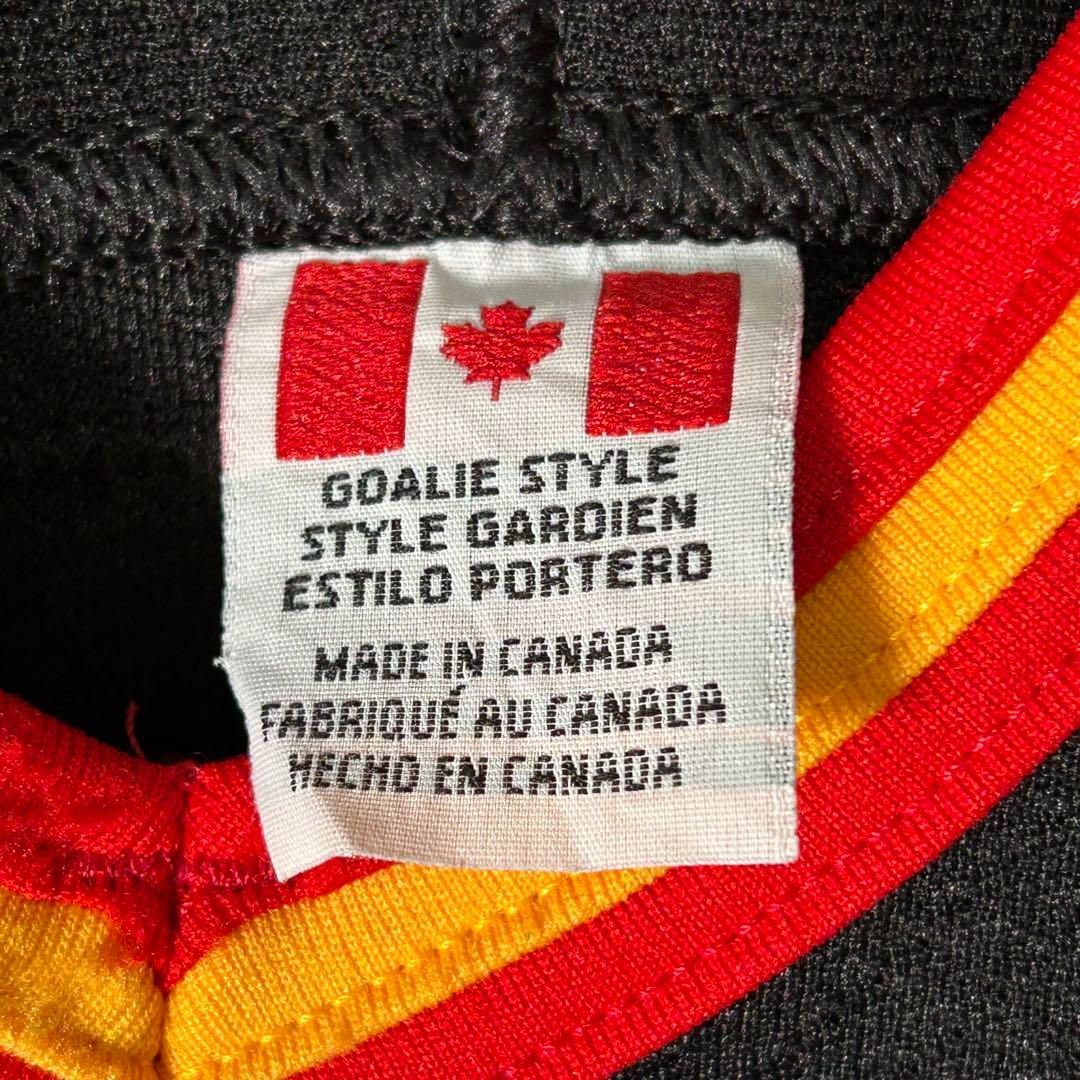 GOALIE STYLE
STYLE GARDIEN
ESTILO PORTERO
MADE IN CANADA
FABRIQUÉ AU CANADA
HECHO EN CANADA